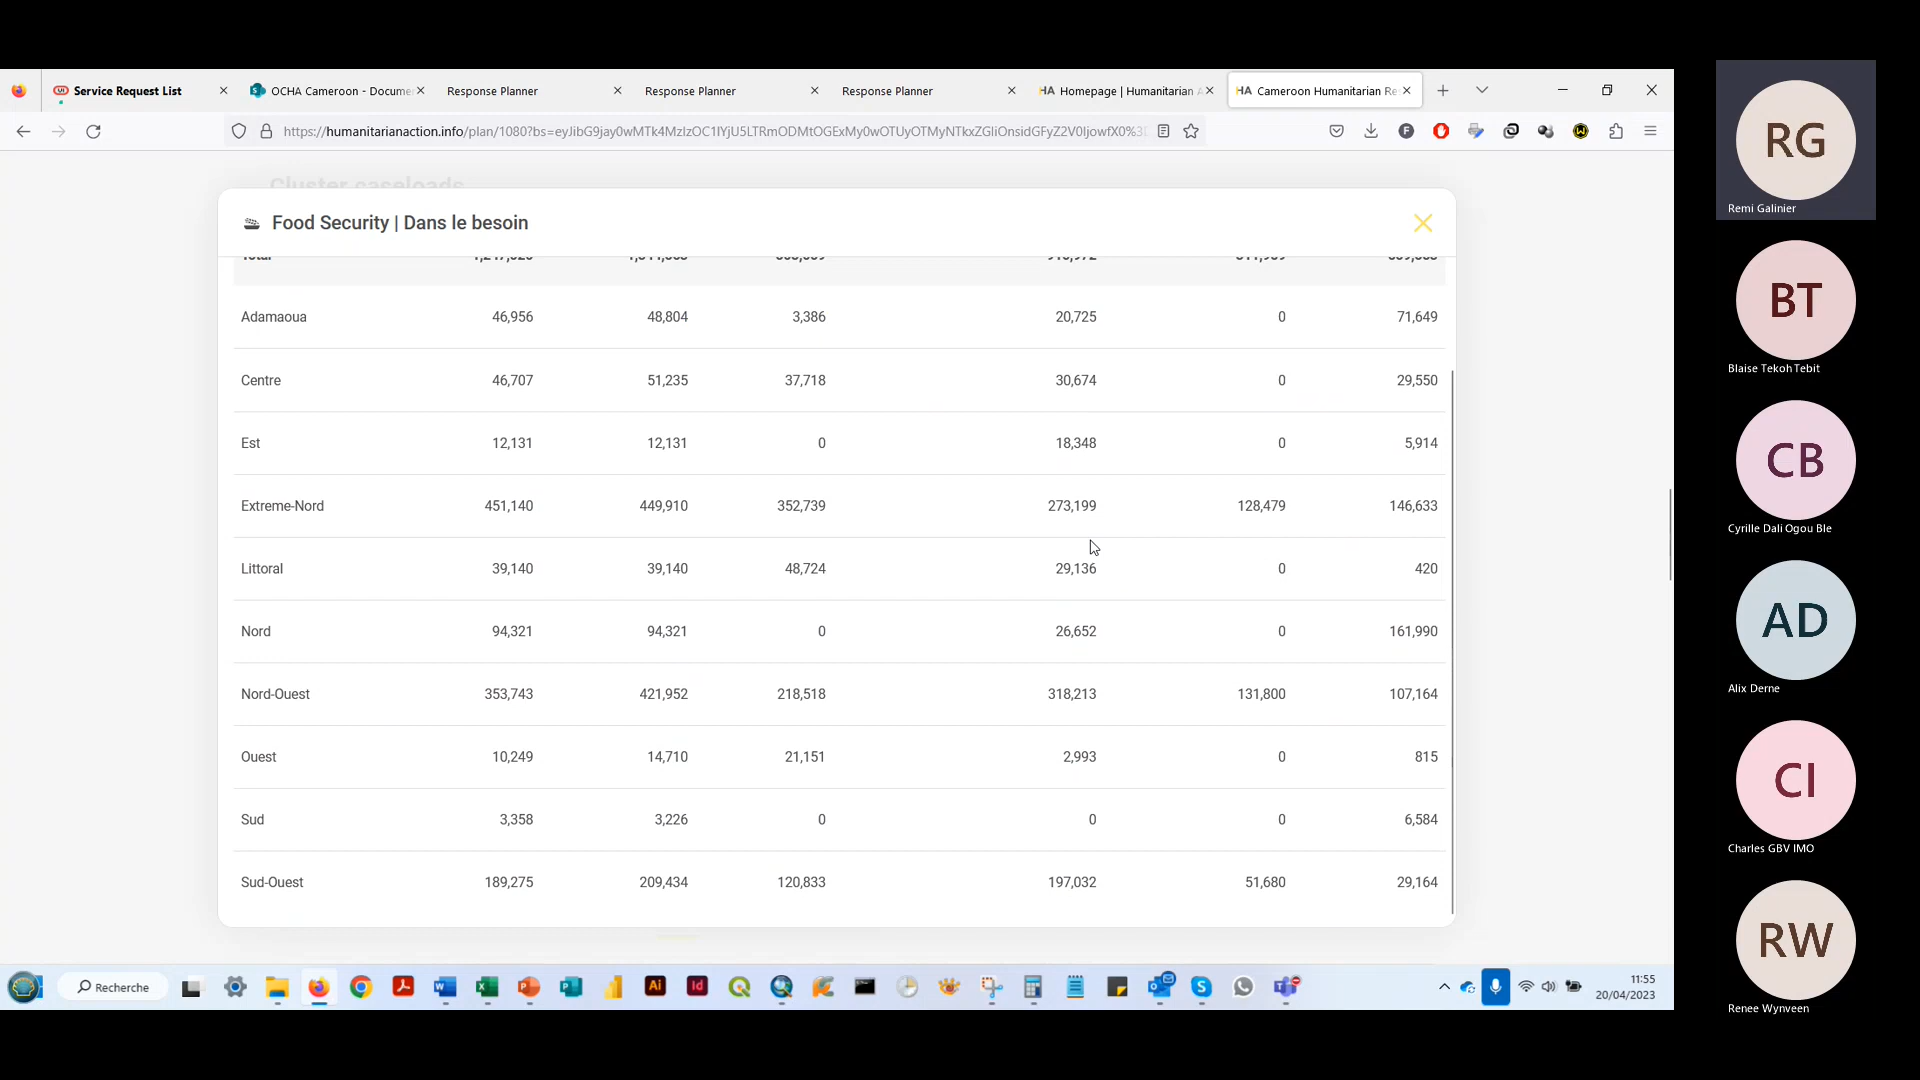 Service Request List
OCHA Cameroon - Docume
Response Planner
Response Planner
Response Planner
HA Homepage | Humanitarian A
HA Cameroon Humanitarian Re
Cluster caseloads
Food Security | Dans le besoin
Total
Adamaoua 46,956 48,804 3,386 20,725 0 71,649
Centre 46,707 51,235 37,718 30,674 0 29,550
Est 12,131 12,131 0 18,348 0 5,914
Extreme-Nord 451,140 449,910 352,739 273,199 128,479 146,633
Littoral 39,140 39,140 48,724 29,136 0 420
Nord 94,321 94,321 0 26,652 0 161,990
Nord-Ouest 353,743 421,952 218,518 318,213 131,800 107,164
Ouest 10,249 14,710 21,151 2,993 0 815
Sud 3,358 3,226 0 0 0 6,584
Sud-Ouest 189,275 209,434 120,833 197,032 51,680 29,164
Recherche
Ai
Id
11:55
20/04/2023
RG
Remi Galinier
BT
Blaise Tekoh Tebit
CB
Cyrille Dali Ogou Ble
AD
Alix Derne
CI
Charles GBV IMO
RW
Renee Wynveen